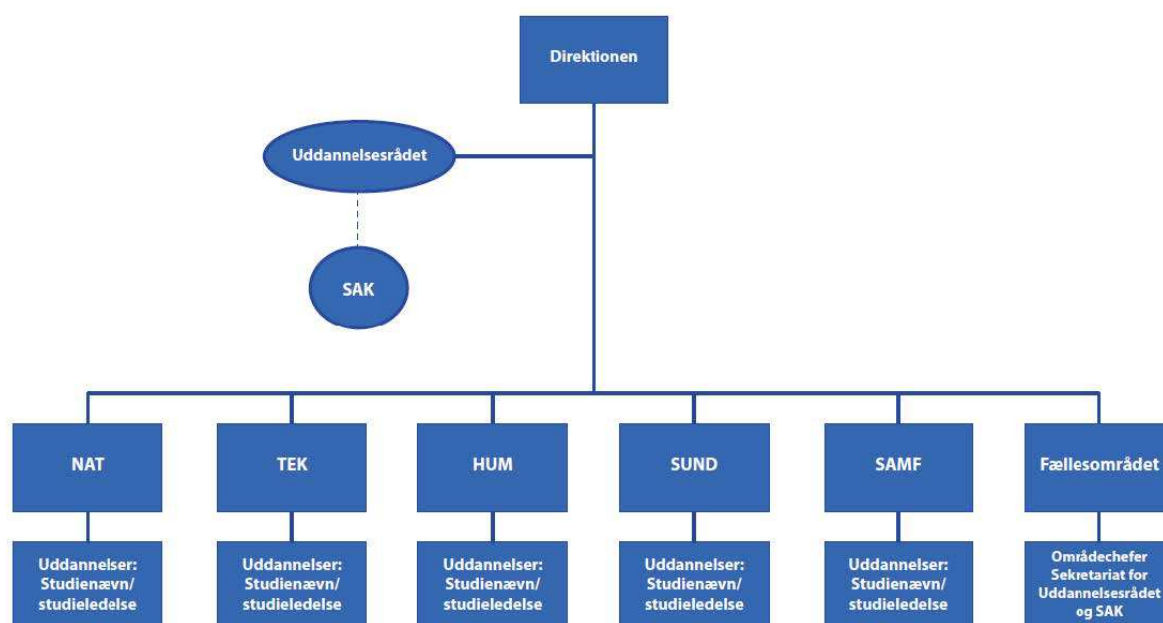 Direktionen
Uddannelsesrådet
SAK
NAT
TEK
HUM
SUND
SAMF
Fællesområdet
Uddannelser:
Studienævn/
studieledelse
Uddannelser:
Studienævn/
studieledelse
Uddannelser:
Studienævn/
studieledelse
Uddannelser:
Studienævn/
studieledelse
Uddannelser:
Studienævn/
studieledelse
Områdechefer
Sekretariat for
Uddannelsesrådet
og SAK